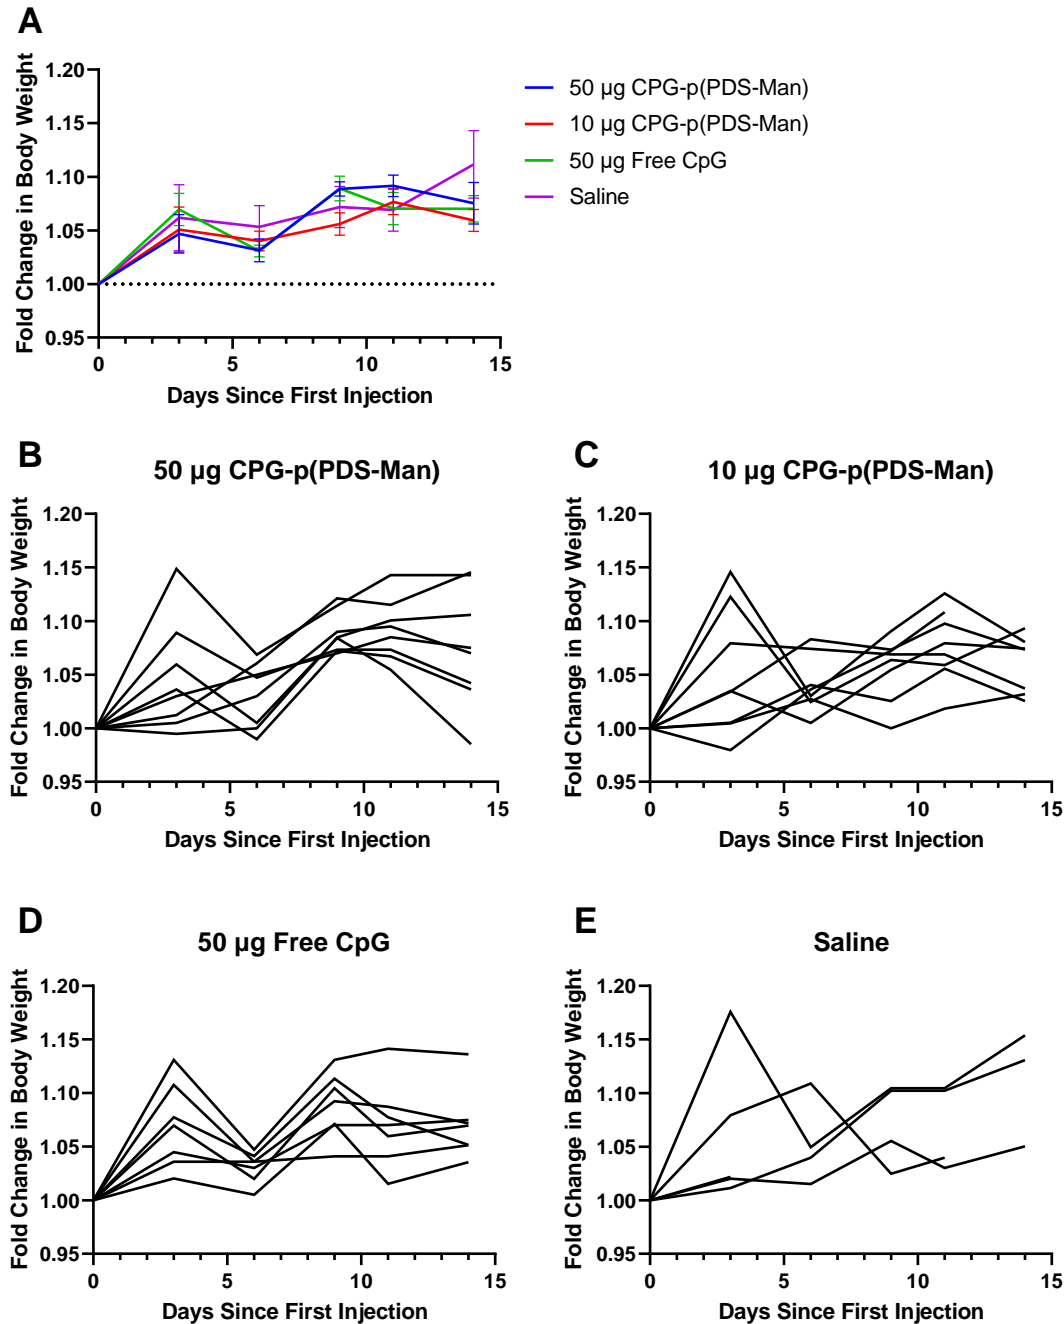 A
Fold Change in Body Weight
1.20
1.15
1.10
1.05
1.00
0.95
0
5
10
15
Days Since First Injection
50 µg CPG-p(PDS-Man)
10 µg CPG-p(PDS-Man)
50 µg Free CpG
Saline
B
50 µg CPG-p(PDS-Man)
Fold Change in Body Weight
1.20
1.15
1.10
1.05
1.00
0.95
0
5
10
15
Days Since First Injection
C
10 µg CPG-p(PDS-Man)
Fold Change in Body Weight
1.20
1.15
1.10
1.05
1.00
0.95
0
5
10
15
Days Since First Injection
D
50 µg Free CpG
Fold Change in Body Weight
1.20
1.15
1.10
1.05
1.00
0.95
0
5
10
15
Days Since First Injection
E
Saline
Fold Change in Body Weight
1.20
1.15
1.10
1.05
1.00
0.95
0
5
10
15
Days Since First Injection